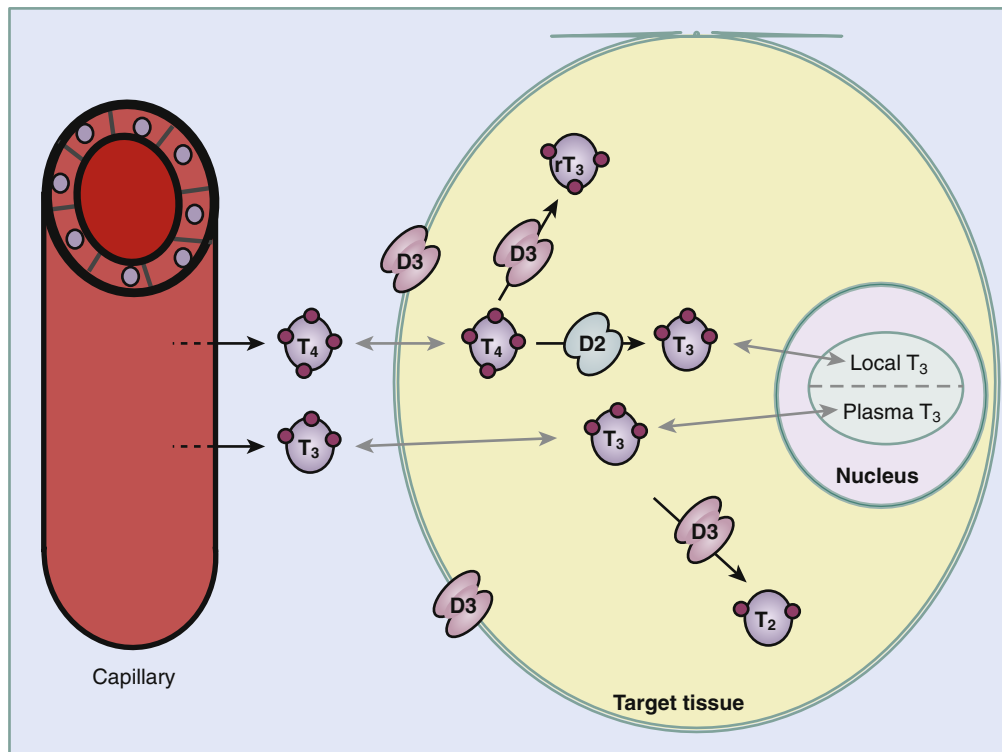 rT₃
D3
D3
T₄
T₄
D2
T₃
Local T₃
Plasma T₃
T₃
T₃
Nucleus
D3
D3
T₂
Capillary
Target tissue